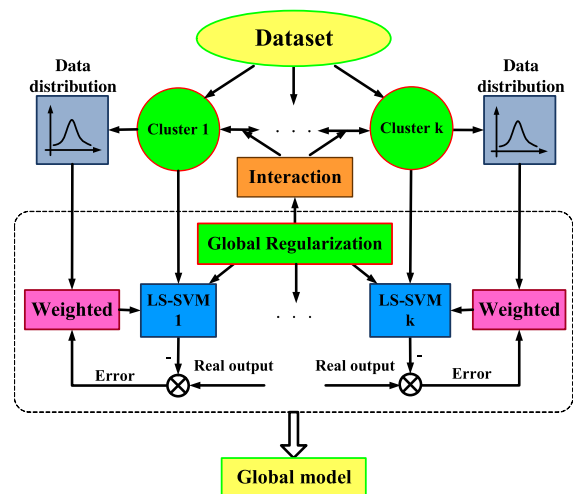 Dataset
Data
distribution
Data
distribution
Cluster 1
. . .
Cluster k
Interaction
Global Regularization
Weighted
LS-SVM
1
. . .
LS-SVM
k
Weighted
-
-
Error
Real output
Real output
Error
Global model